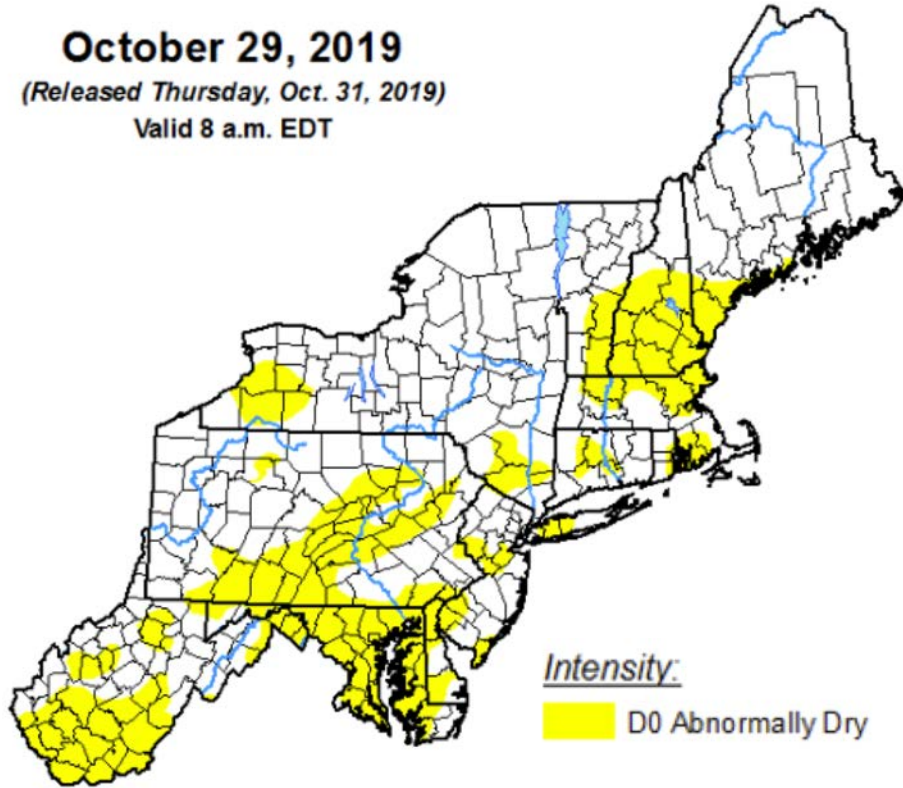 October 29, 2019
(Released Thursday, Oct. 31, 2019)
Valid 8 a.m. EDT
Intensity:
D0 Abnormally Dry